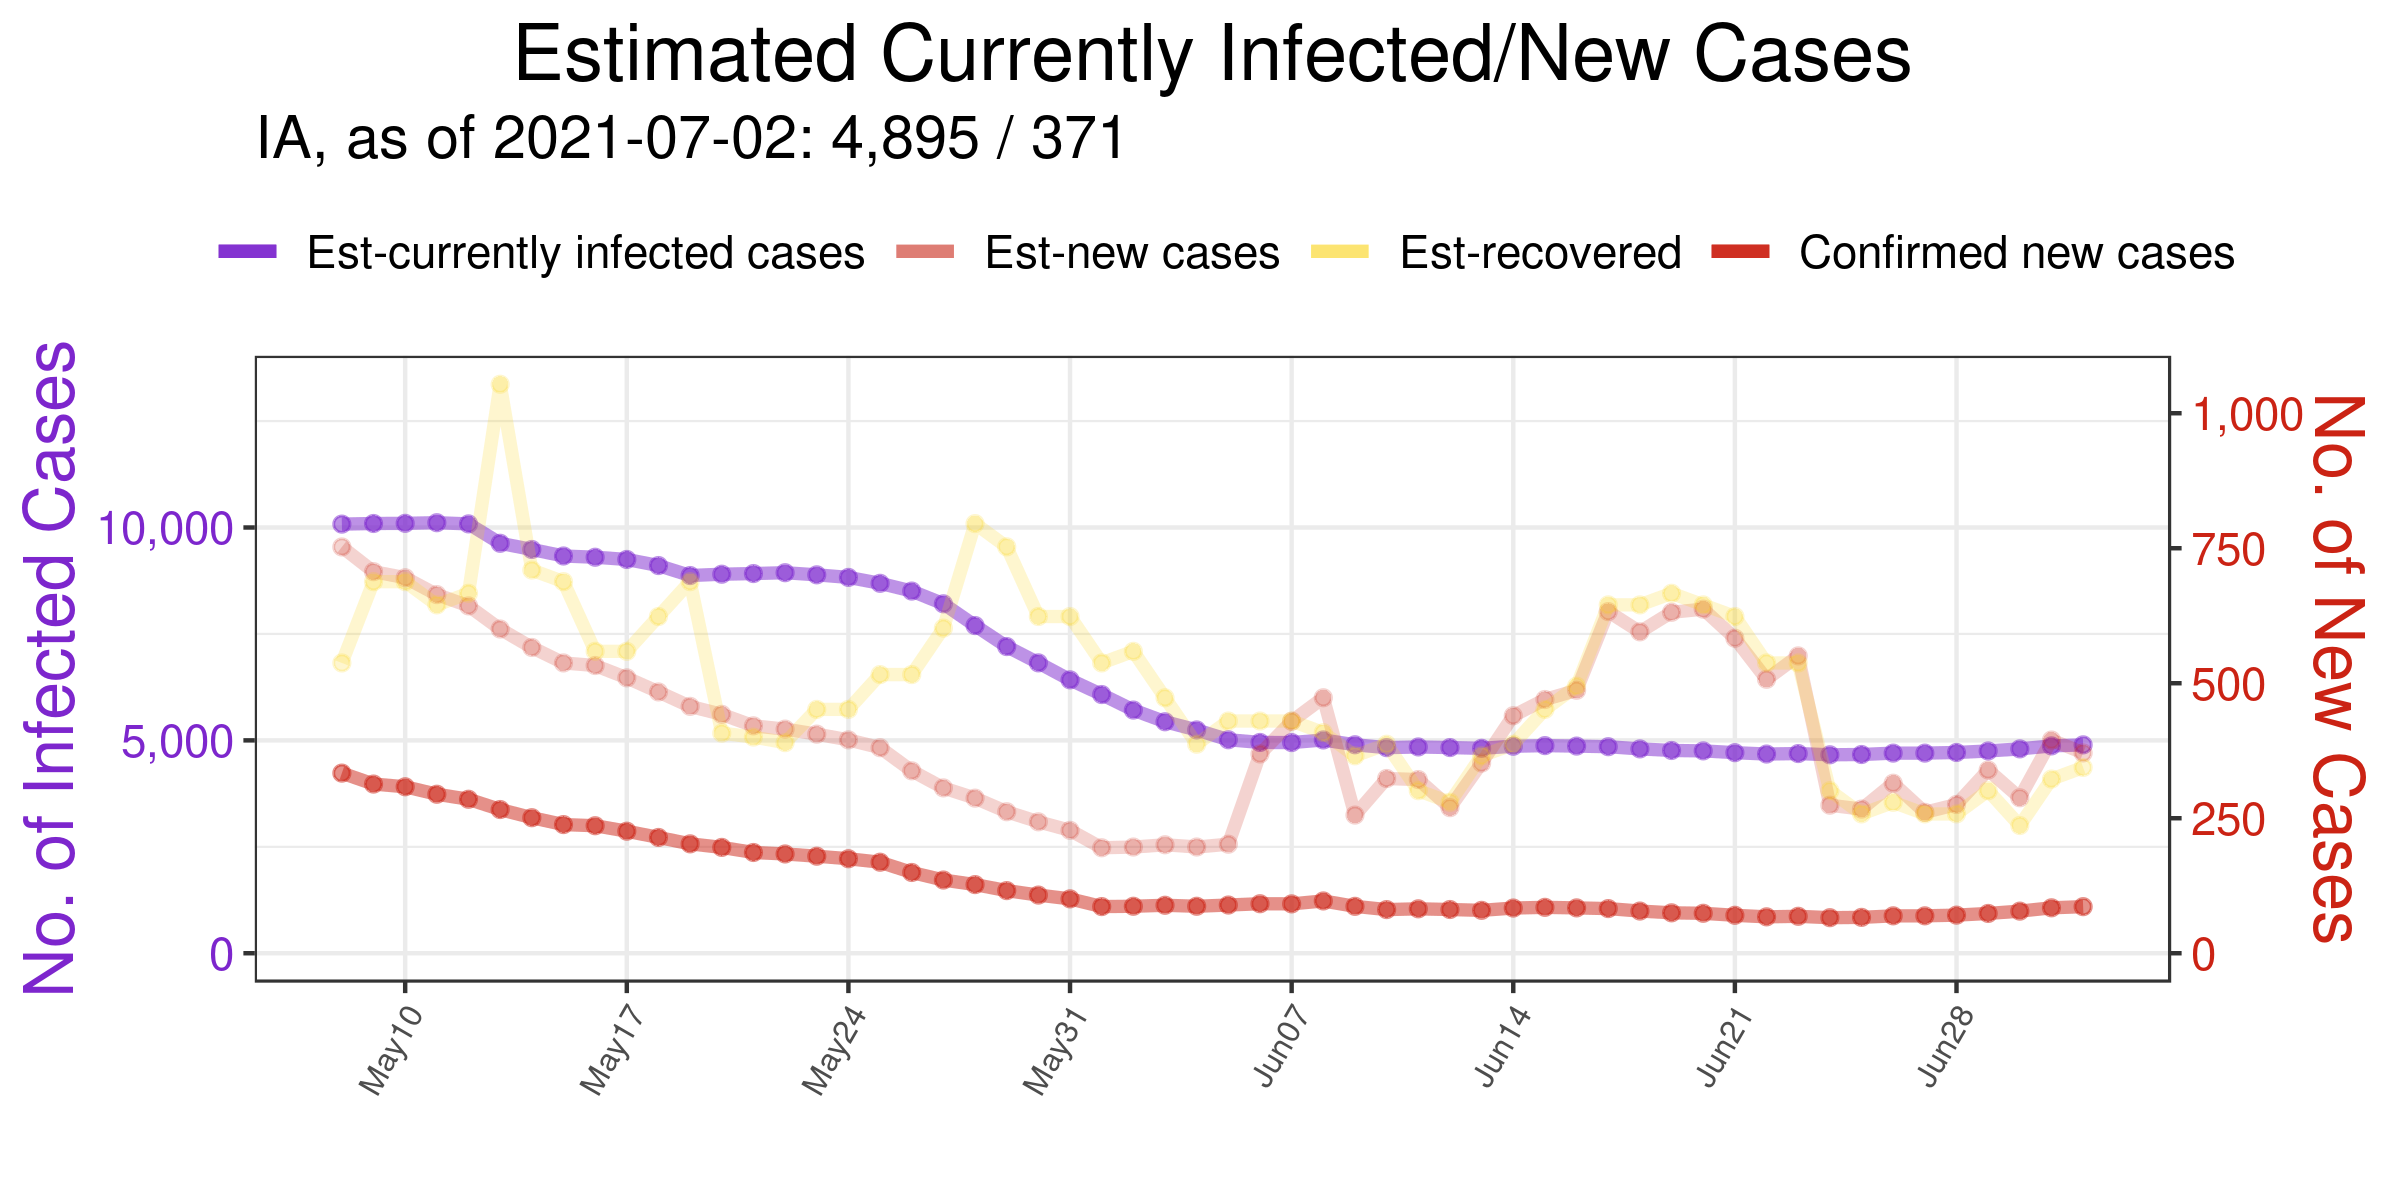 Estimated Currently Infected/New Cases
IA, as of 2021-07-02: 4,895 / 371
Est-currently infected cases Est-new cases Est-recovered Confirmed new cases
No. of Infected Cases
10,000
5,000
0
1,000
750
500
250
0
No. of New Cases
May10 May17 May24 May31 Jun07 Jun14 Jun21 Jun28